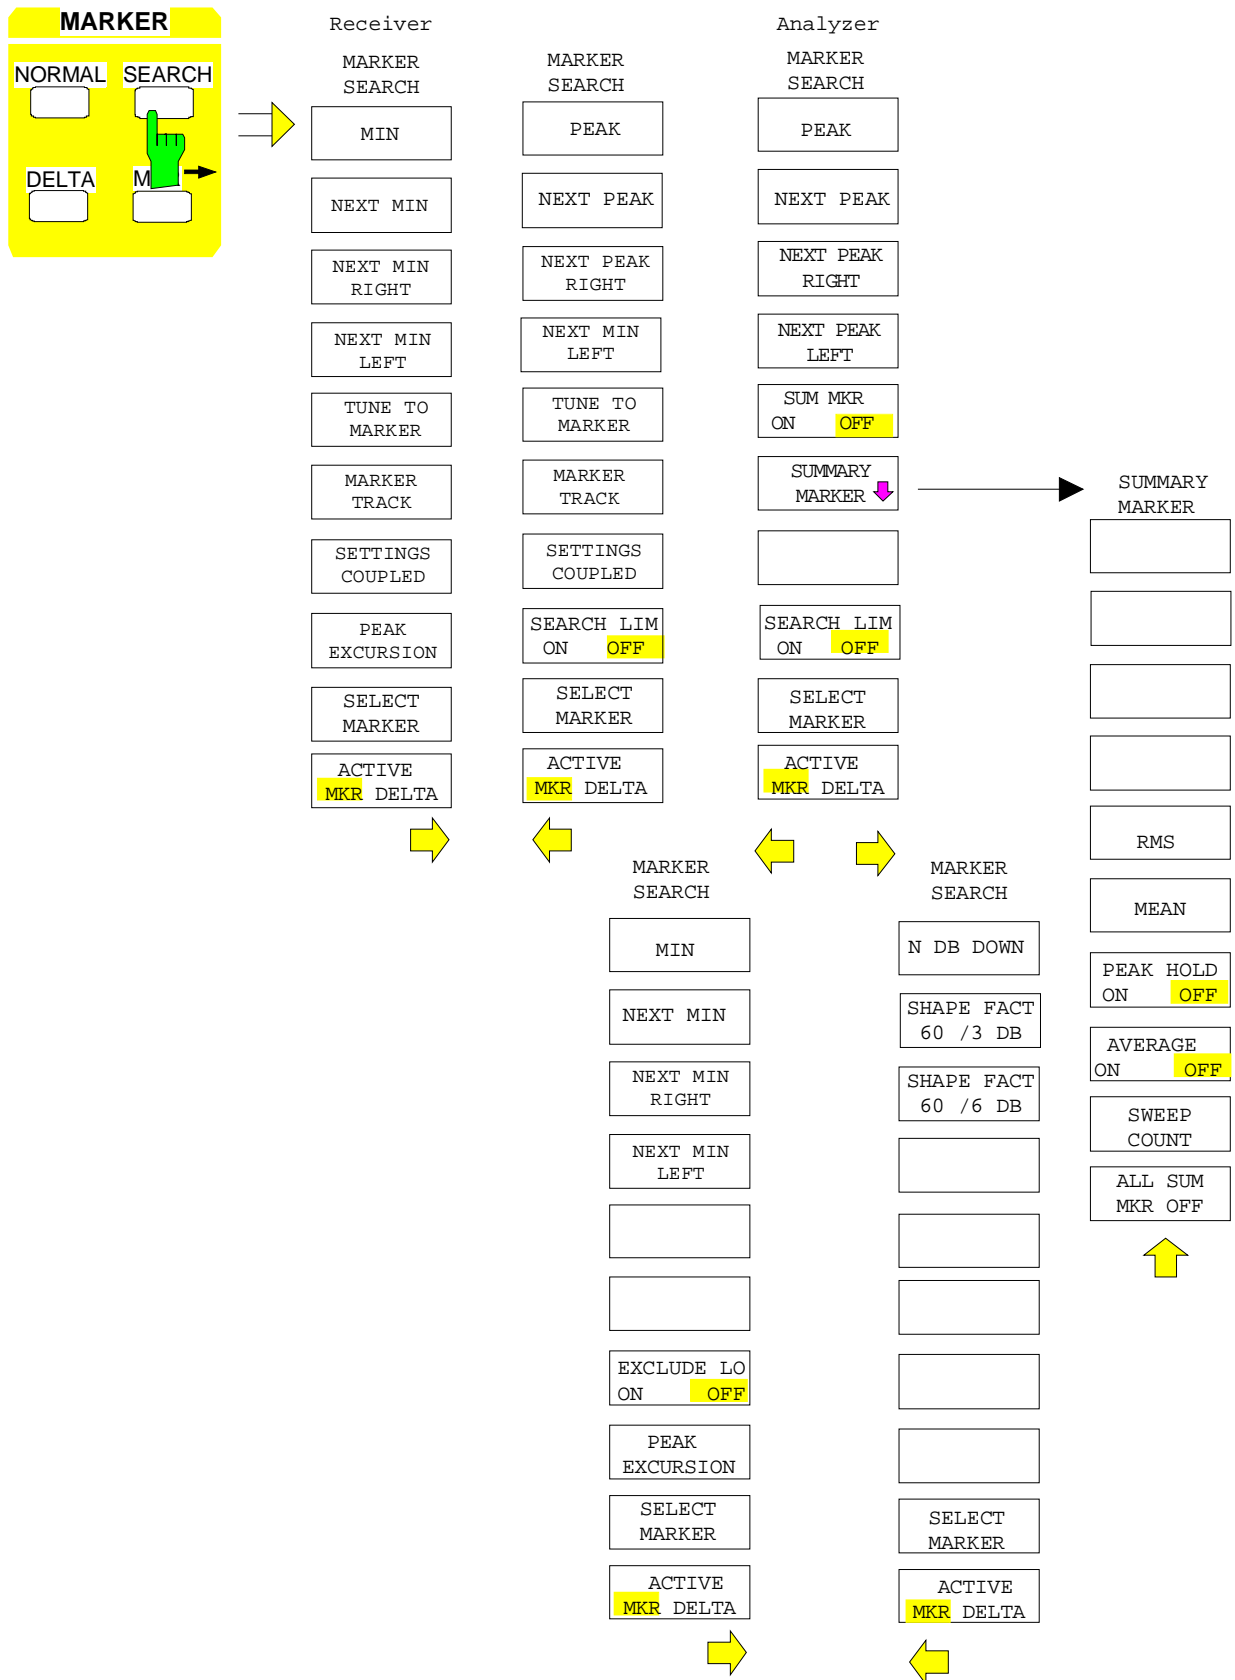 MARKER
NORMAL SEARCH
DELTA
Receiver
MARKER
SEARCH
MIN
NEXT MIN
NEXT MIN
RIGHT
NEXT MIN
LEFT
TUNE TO
MARKER
MARKER
TRACK
SETTINGS
COUPLED
PEAK
EXCURSION
SELECT
MARKER
ACTIVE
MKR DELTA
MARKER
SEARCH
PEAK
NEXT PEAK
NEXT PEAK
RIGHT
NEXT MIN
LEFT
TUNE TO
MARKER
MARKER
TRACK
SETTINGS
COUPLED
SEARCH LIM
ON OFF
SELECT
MARKER
ACTIVE
MKR DELTA
Analyzer
MARKER
SEARCH
PEAK
NEXT PEAK
NEXT PEAK
RIGHT
NEXT PEAK
LEFT
SUM MKR
ON OFF
SUMMARY
MARKER
SEARCH LIM
ON OFF
SELECT
MARKER
ACTIVE
MKR DELTA
MARKER
SEARCH
MIN
NEXT MIN
NEXT MIN
RIGHT
NEXT MIN
LEFT
EXCLUDE LO
ON OFF
PEAK
EXCURSION
SELECT
MARKER
ACTIVE
MKR DELTA
MARKER
SEARCH
N DB DOWN
SHAPE FACT
60 /3 DB
SHAPE FACT
60 /6 DB
SELECT
MARKER
ACTIVE
MKR DELTA
SUMMARY
MARKER
RMS
MEAN
PEAK HOLD
ON OFF
AVERAGE
ON OFF
SWEEP
COUNT
ALL SUM
MKR OFF